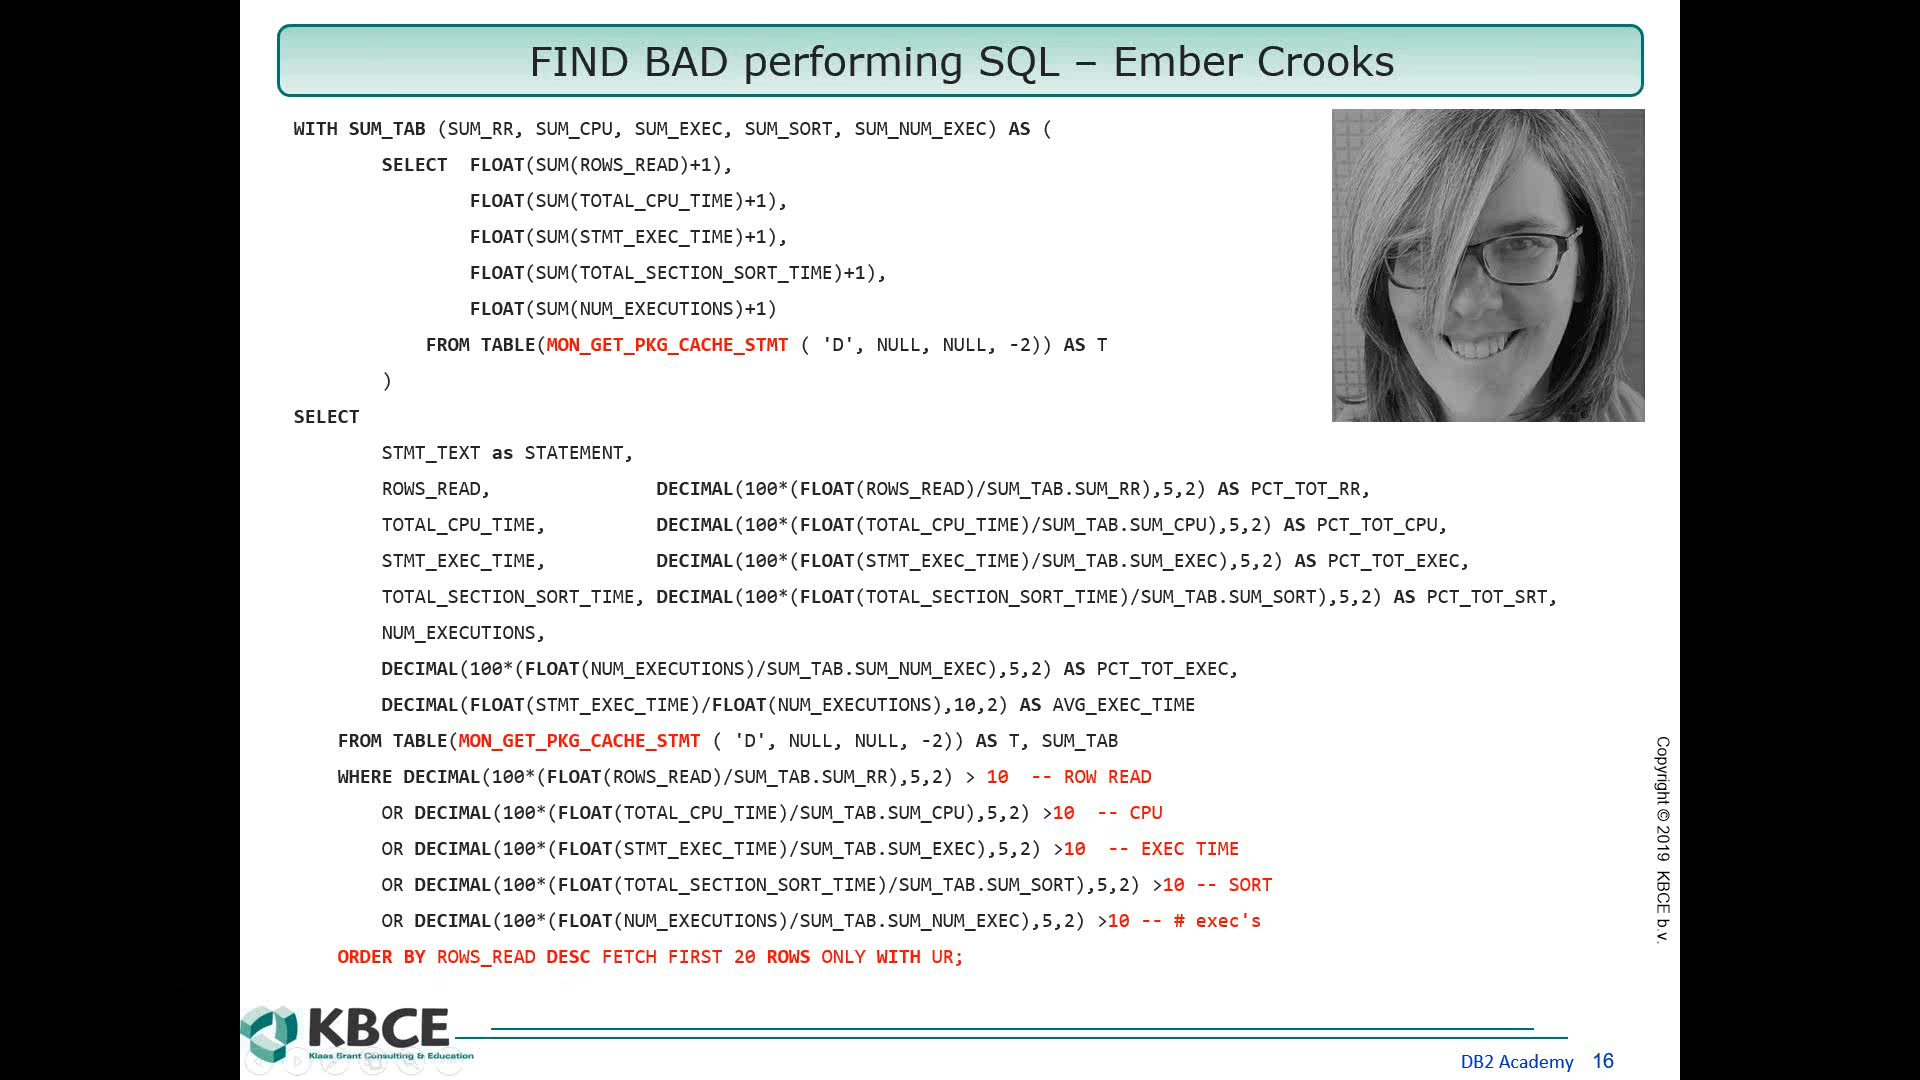 FIND BAD performing SQL – Ember Crooks
WITH SUM_TAB (SUM_RR, SUM_CPU, SUM_EXEC, SUM_SORT, SUM_NUM_EXEC) AS (
SELECT FLOAT(SUM(ROWS_READ)+1),
FLOAT(SUM(TOTAL_CPU_TIME)+1),
FLOAT(SUM(STMT_EXEC_TIME)+1),
FLOAT(SUM(TOTAL_SECTION_SORT_TIME)+1),
FLOAT(SUM(NUM_EXECUTIONS)+1)
FROM TABLE(MON_GET_PKG_CACHE_STMT ( 'D', NULL, NULL, -2)) AS T
)
SELECT
STMT_TEXT as STATEMENT,
ROWS_READ, DECIMAL(100*(FLOAT(ROWS_READ)/SUM_TAB.SUM_RR),5,2) AS PCT_TOT_RR,
TOTAL_CPU_TIME, DECIMAL(100*(FLOAT(TOTAL_CPU_TIME)/SUM_TAB.SUM_CPU),5,2) AS PCT_TOT_CPU,
STMT_EXEC_TIME, DECIMAL(100*(FLOAT(STMT_EXEC_TIME)/SUM_TAB.SUM_EXEC),5,2) AS PCT_TOT_EXEC,
TOTAL_SECTION_SORT_TIME, DECIMAL(100*(FLOAT(TOTAL_SECTION_SORT_TIME)/SUM_TAB.SUM_SORT),5,2) AS PCT_TOT_SRT,
NUM_EXECUTIONS,
DECIMAL(100*(FLOAT(NUM_EXECUTIONS)/SUM_TAB.SUM_NUM_EXEC),5,2) AS PCT_TOT_EXEC,
DECIMAL(FLOAT(STMT_EXEC_TIME)/FLOAT(NUM_EXECUTIONS),10,2) AS AVG_EXEC_TIME
FROM TABLE(MON_GET_PKG_CACHE_STMT ( 'D', NULL, NULL, -2)) AS T, SUM_TAB
WHERE DECIMAL(100*(FLOAT(ROWS_READ)/SUM_TAB.SUM_RR),5,2) > 10 -- ROW READ
OR DECIMAL(100*(FLOAT(TOTAL_CPU_TIME)/SUM_TAB.SUM_CPU),5,2) >10 -- CPU
OR DECIMAL(100*(FLOAT(STMT_EXEC_TIME)/SUM_TAB.SUM_EXEC),5,2) >10 -- EXEC TIME
OR DECIMAL(100*(FLOAT(TOTAL_SECTION_SORT_TIME)/SUM_TAB.SUM_SORT),5,2) >10 -- SORT
OR DECIMAL(100*(FLOAT(NUM_EXECUTIONS)/SUM_TAB.SUM_NUM_EXEC),5,2) >10 -- # exec's
ORDER BY ROWS_READ DESC FETCH FIRST 20 ROWS ONLY WITH UR;
Copyright © 2019 KBCE b.v.
KBCE
Klaas Brant Consulting & Education
DB2 Academy 16